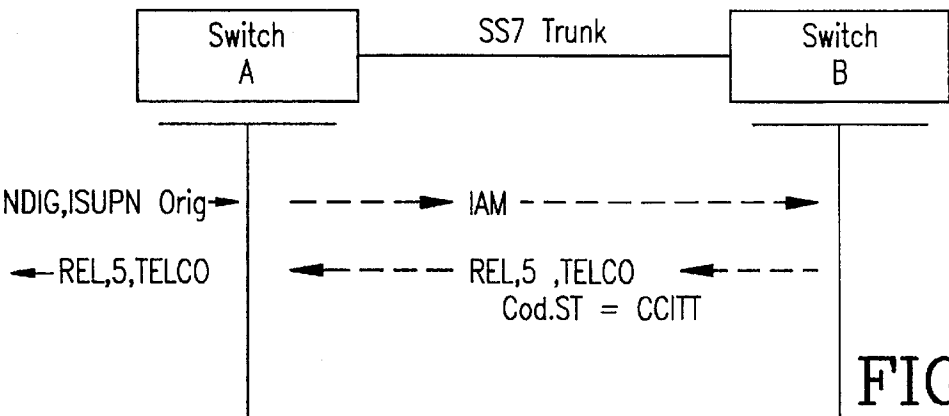 Switch
A
SS7 Trunk
Switch
B
NDIG,ISUPN Orig
IAM
REL,5,TELCO
REL,5 ,TELCO
Cod.ST = CCITT
FIG